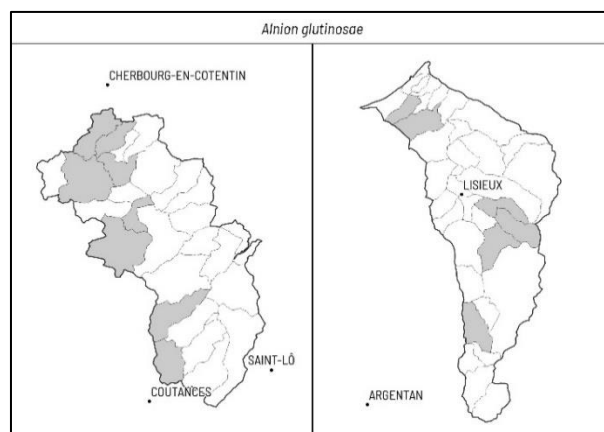 Alnion glutinosae
CHERBOURG-EN-COTENTIN
LISIEUX
SAINT-LÔ
COUTANCES
ARGENTAN